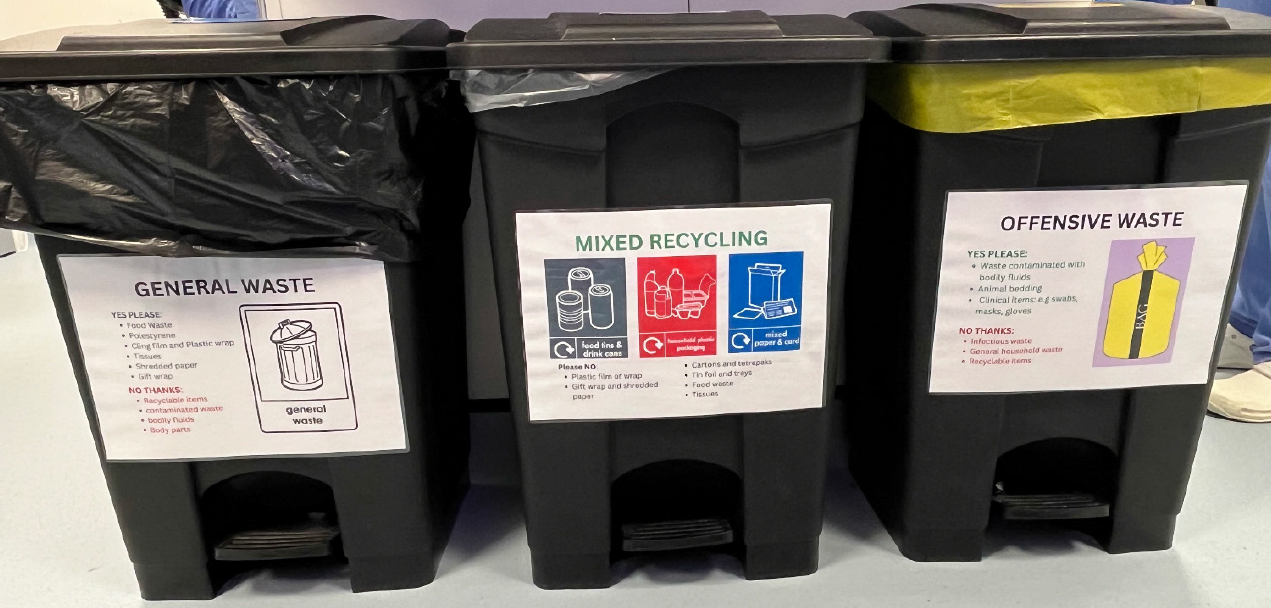 GENERAL WASTE
YES PLEASE:
• Food Waste
• Polestyrene
• Cling film and Plastic wrap
• Tissues
• Shredded paper
• Gift wrap
NO THANKS:
• Recyclable items
• contaminated waste
• bodily fluids
• Body parts
general
waste
MIXED RECYCLING
food tins &
drink cans
household plastic
packaging
mixed
paper & card
Please NO:
• Plastic film or wrap
• Gift wrap and shredded
paper
• Cartons and tetrapaks
• Tin foil and trays
• Food waste
• Tissues
OFFENSIVE WASTE
YES PLEASE:
• Waste contaminated with
bodily fluids
• Animal bedding
• Clinical items: e.g swabs,
masks, gloves
NO THANKS:
• Infectious waste
• General household waste
• Recyclable items
BAG